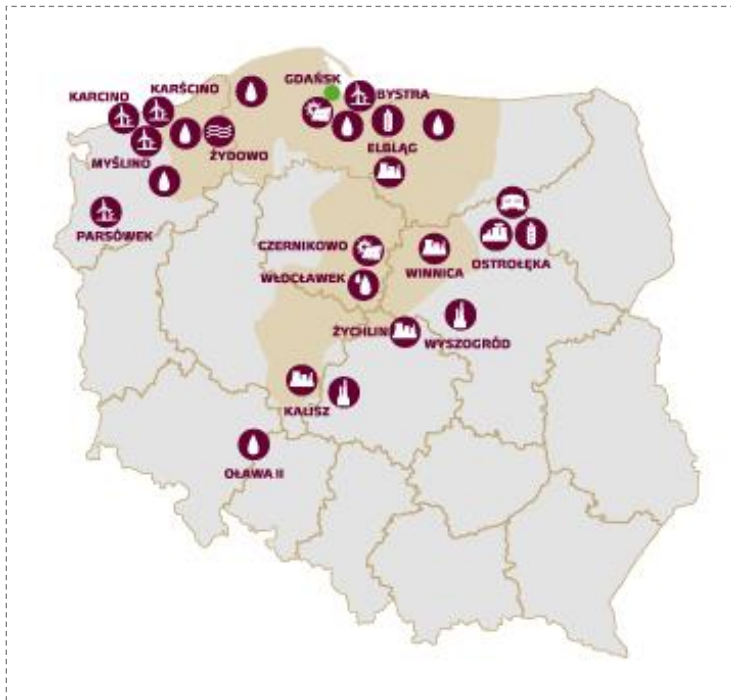 GDAŃSK
KARŚCINO
KARCINO
BYSTRA
ŻYDOWO
ELBLĄG
MYŚLINO
PARSÓWEK
CZERNIKOWO
WINNICA
OSTROŁĘKA
WŁOCŁAWEK
ŻYCHLIN
WYSZOGRÓD
KALISZ
OŁAWA II